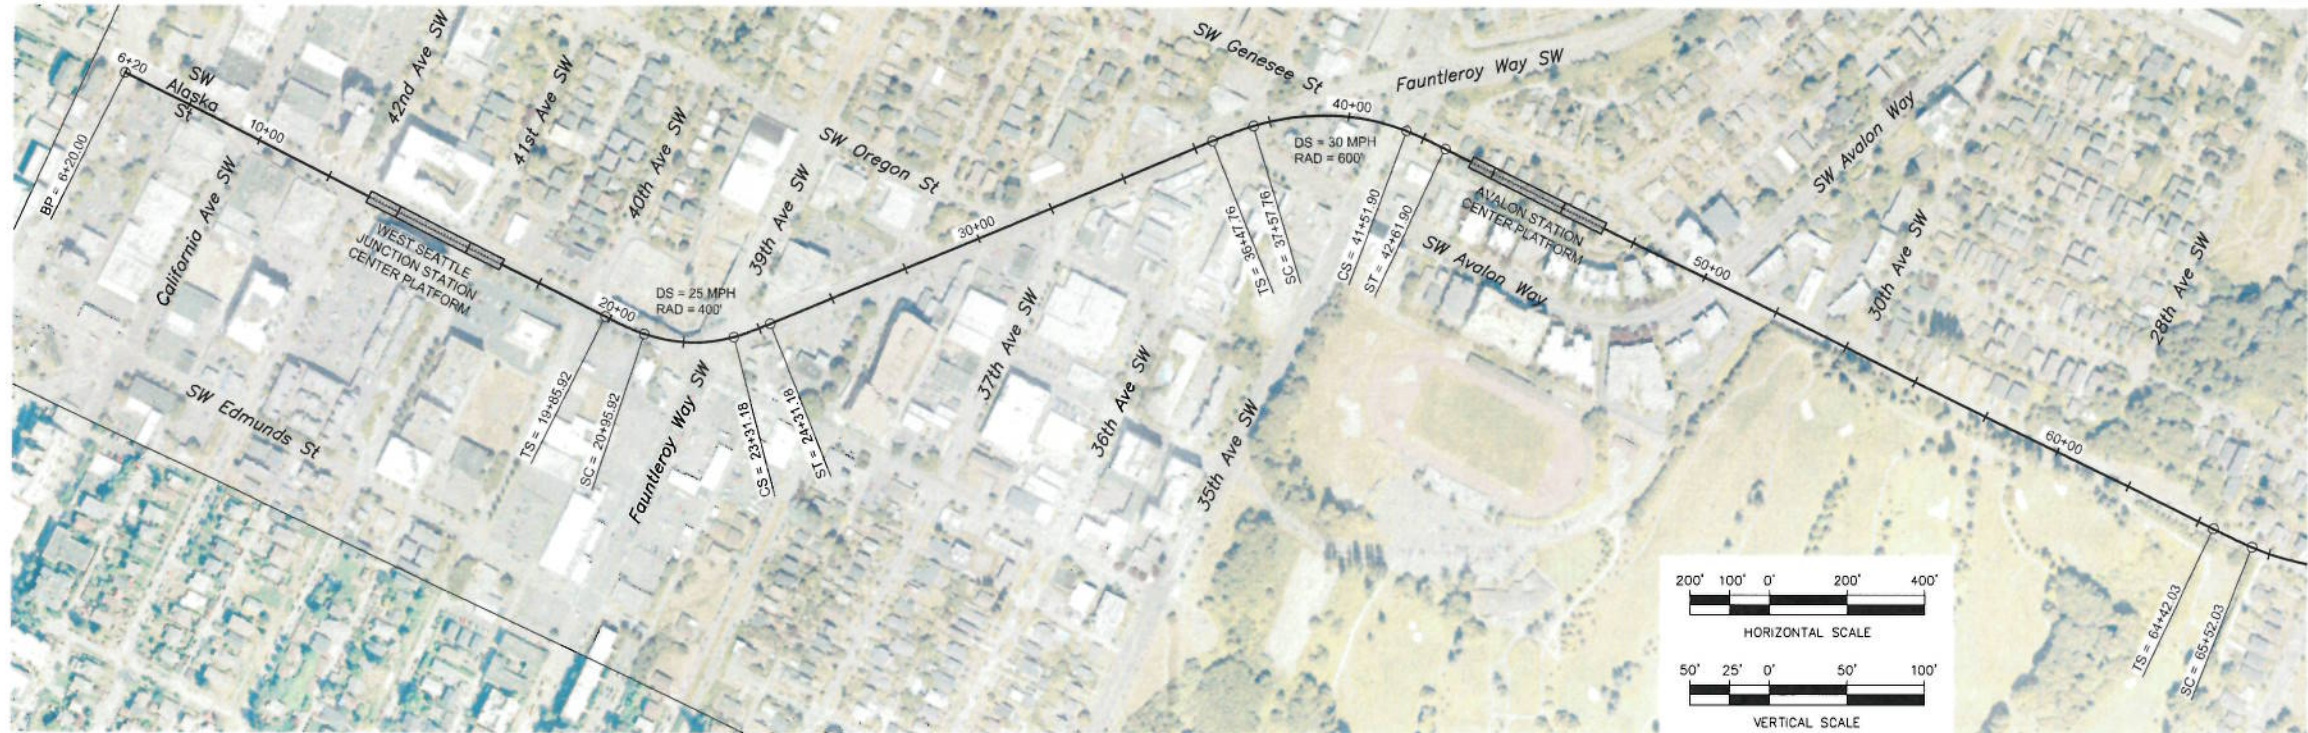 6+20
SW
Alaska
St
BP = 6+20.00
10+00
California Ave SW
42nd Ave SW
WEST SEATTLE
JUNCTION STATION
CENTER PLATFORM
41st Ave SW
40th Ave SW
SW Edmunds St
20+00
TS = 19+85.92
SC = 20+95.92
DS = 25 MPH
RAD = 400'
Fauntleroy Way SW
CS = 23+31.18
ST = 24+31.18
39th Ave SW
SW Oregon St
30+00
37th Ave SW
36th Ave SW
SW Genesee St
TS = 36+47.76
SC = 37+57.76
35th Ave SW
40+00
DS = 30 MPH
RAD = 600'
Fauntleroy Way SW
CS = 41+51.90
ST = 42+61.90
AVALON STATION
CENTER PLATFORM
SW Avalon Way
50+00
SW Avalon Way
30th Ave SW
28th Ave SW
60+00
TS = 64+42.03
SC = 65+52.03
200' 100' 0' 200' 400'
HORIZONTAL SCALE
50' 25' 0' 50' 100'
VERTICAL SCALE